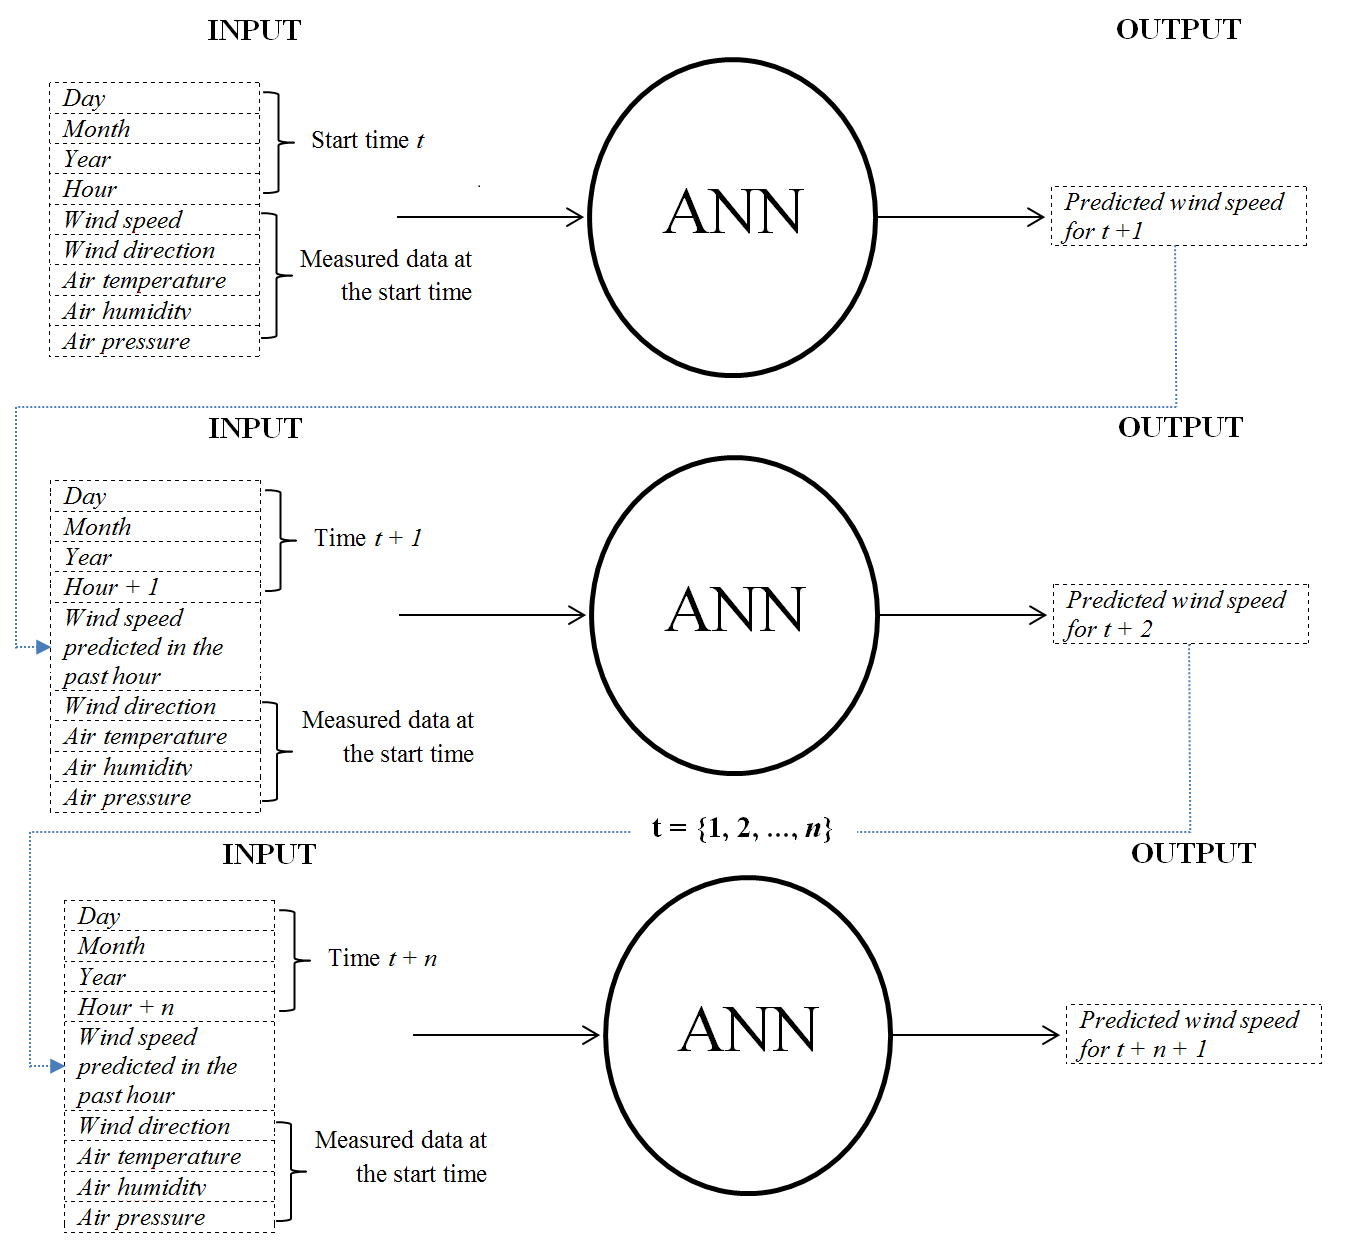 INPUT
OUTPUT
Day
Month
Year
Hour
Wind speed
Wind direction
Air temperature
Air humidity
Air pressure
Start time t
Measured data at
the start time
ANN
Predicted wind speed
for t +1
INPUT
OUTPUT
Day
Month
Year
Hour + 1
Wind speed
predicted in the
past hour
Wind direction
Air temperature
Air humidity
Air pressure
Time t + 1
Measured data at
the start time
ANN
Predicted wind speed
for t + 2
t = {1, 2, ..., n}
INPUT
OUTPUT
Day
Month
Year
Hour + n
Wind speed
predicted in the
past hour
Wind direction
Air temperature
Air humidity
Air pressure
Time t + n
Measured data at
the start time
ANN
Predicted wind speed
for t + n + 1